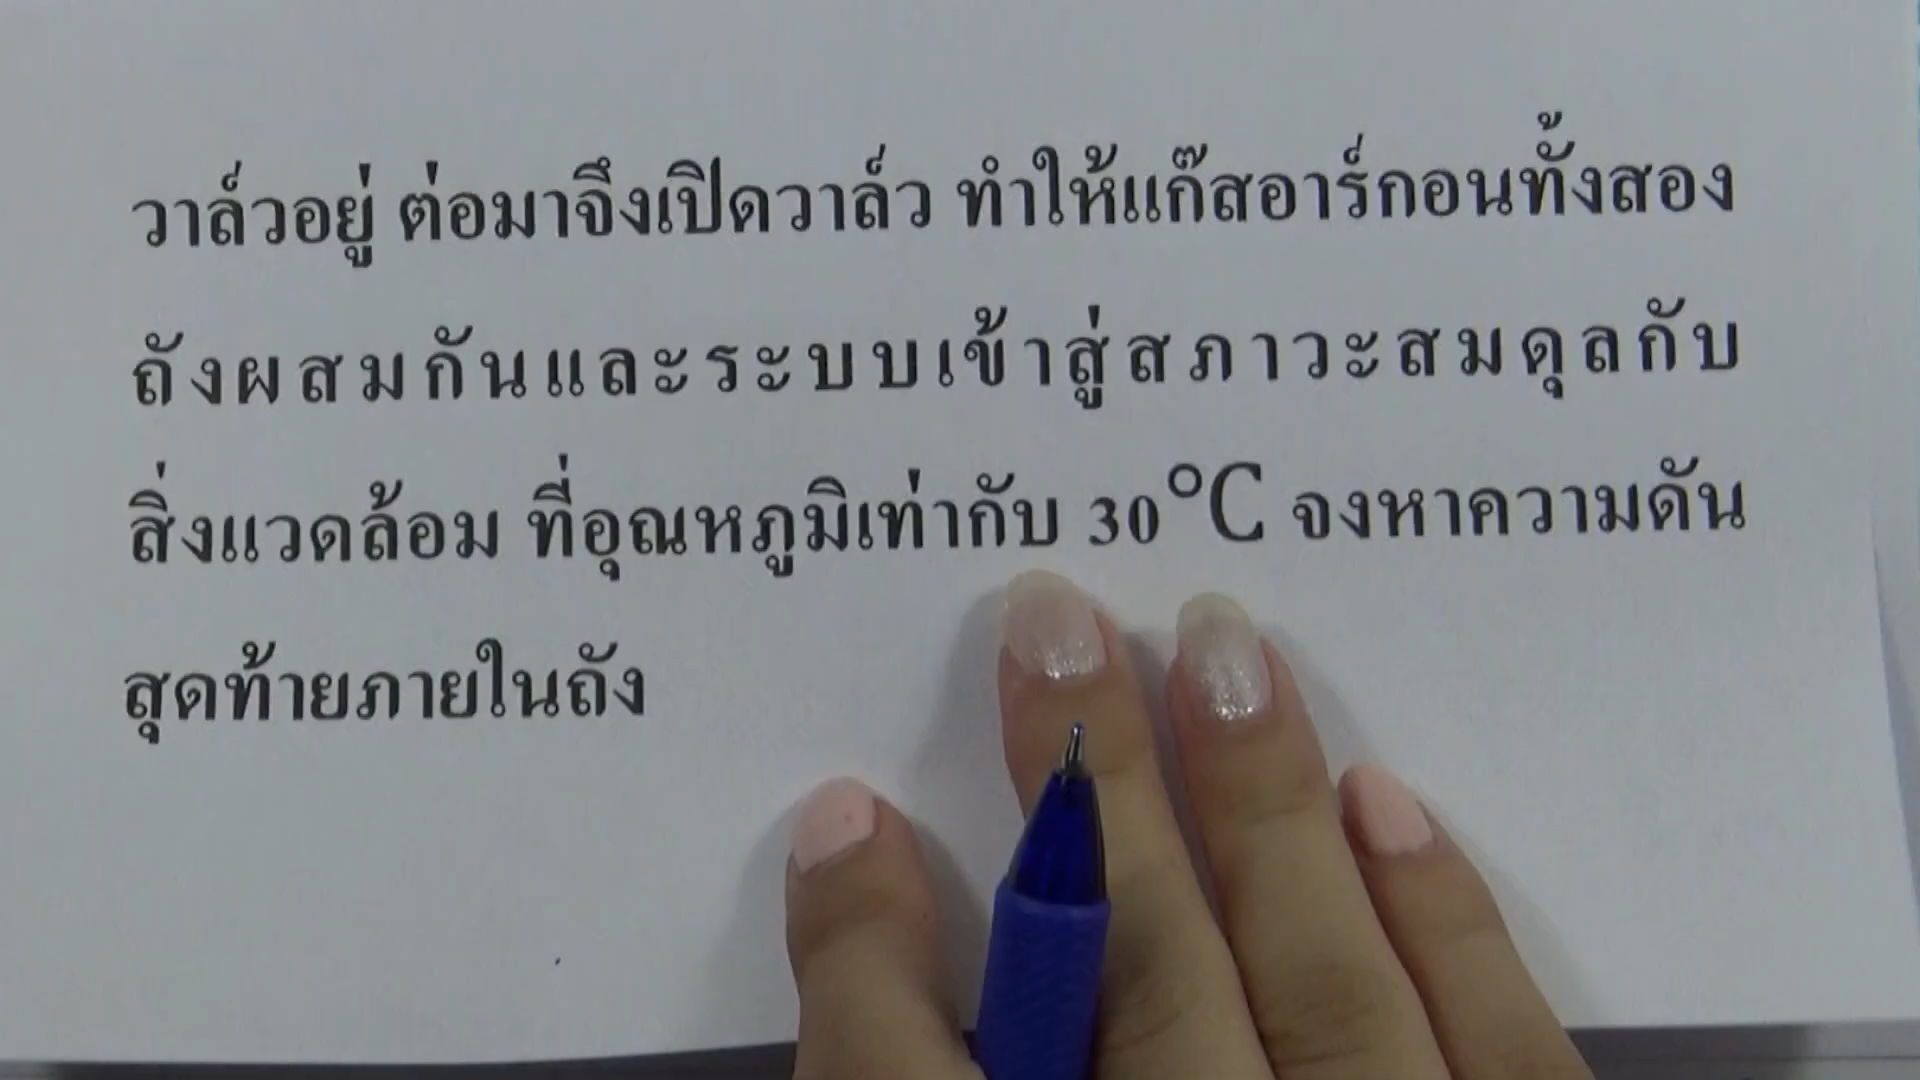 วาล์วอยู่ ต่อมาจึงเปิดวาล์ว ทำให้แก๊สอาร์กอนทั้งสอง
ถังผสมกันและระบบเข้าสู่สภาวะสมดุลกับ
สิ่งแวดล้อม ที่อุณหภูมิเท่ากับ 30°C จงหาความดัน
สุดท้ายภายในถัง